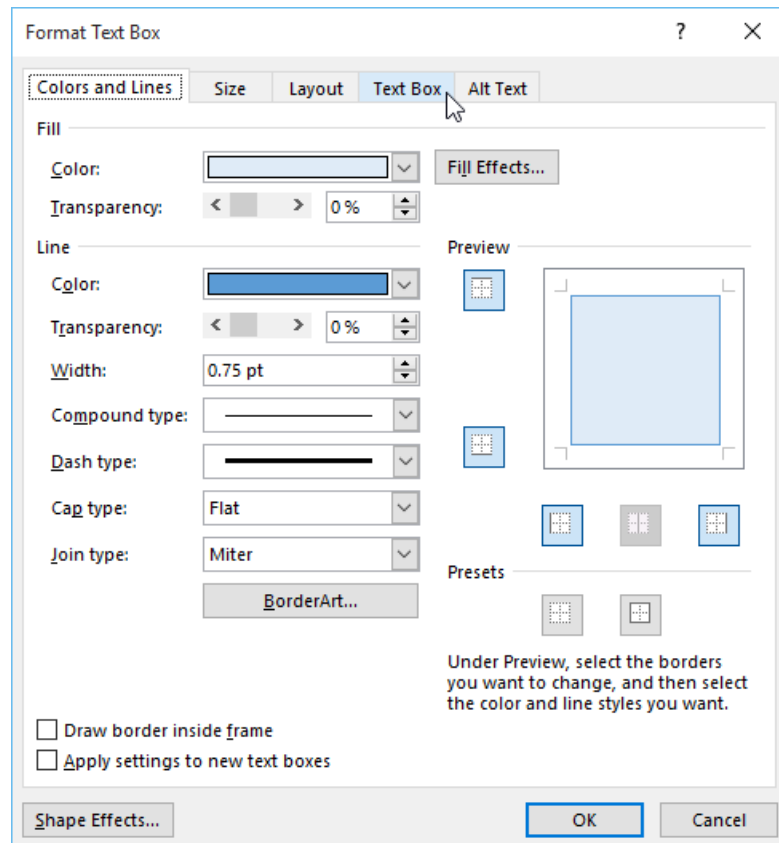 Format Text Box
?
Colors and Lines Size Layout Text Box Alt Text
Fill
Color: Fill Effects...
Transparency: 0 %
Line Preview
Color:
Transparency: 0 %
Width: 0.75 pt
Compound type:
Dash type:
Cap type: Flat
Join type: Miter
Presets
BorderArt...
Under Preview, select the borders
you want to change, and then select
the color and line styles you want.
Draw border inside frame
Apply settings to new text boxes
Shape Effects... OK Cancel